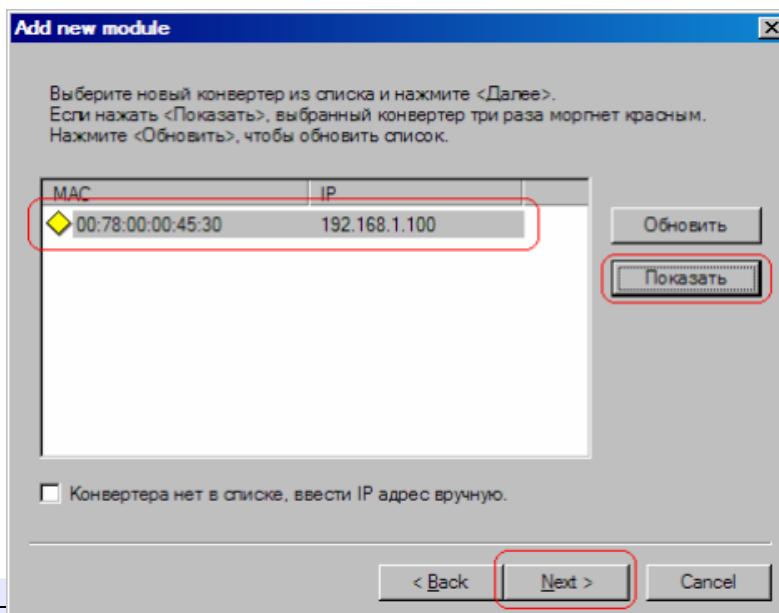 Add new module
Выберите новый конвертер из списка и нажмите <Далее>.
Если нажать <Показать>, выбранный конвертер три раза моргнет красным.
Нажмите <Обновить>, чтобы обновить список.
MAC IP
00:78:00:00:45:30 192.168.1.100
Обновить
Показать
Конвертера нет в списке, ввести IP адрес вручную.
< Back Next > Cancel